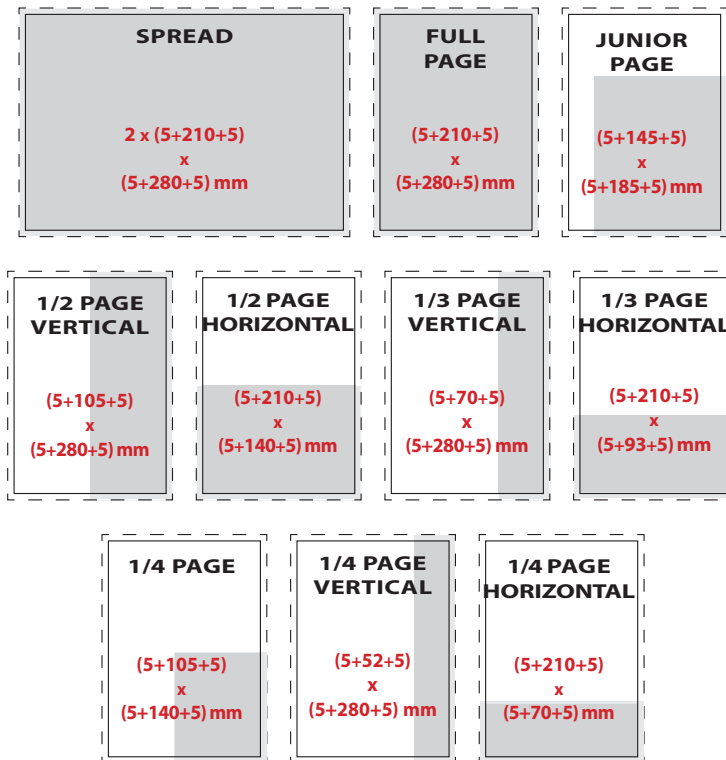 SPREAD
2 x (5+210+5)
x
(5+280+5) mm
FULL
PAGE
(5+210+5)
x
(5+280+5) mm
JUNIOR
PAGE
(5+145+5)
x
(5+185+5) mm
1/2 PAGE
VERTICAL
(5+105+5)
x
(5+280+5) mm
1/2 PAGE
HORIZONTAL
(5+210+5)
x
(5+140+5) mm
1/3 PAGE
VERTICAL
(5+70+5)
x
(5+280+5) mm
1/3 PAGE
HORIZONTAL
(5+210+5)
x
(5+93+5) mm
1/4 PAGE
(5+105+5)
x
(5+140+5) mm
1/4 PAGE
VERTICAL
(5+52+5)
x
(5+280+5) mm
1/4 PAGE
HORIZONTAL
(5+210+5)
x
(5+70+5) mm